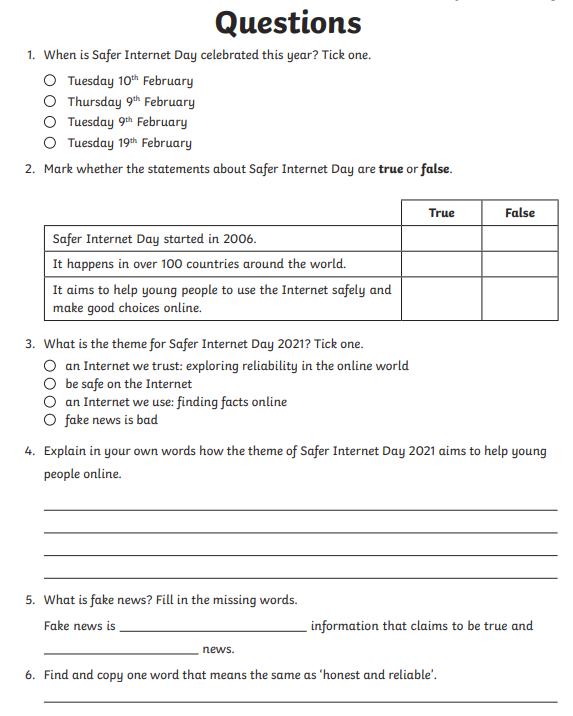 Questions
1. When is Safer Internet Day celebrated this year? Tick one.
Tuesday 10th February
Thursday 9th February
Tuesday 9th February
Tuesday 19th February
2. Mark whether the statements about Safer Internet Day are true or false.
True False
Safer Internet Day started in 2006.
It happens in over 100 countries around the world.
It aims to help young people to use the Internet safely and
make good choices online.
3. What is the theme for Safer Internet Day 2021? Tick one.
an Internet we trust: exploring reliability in the online world
be safe on the Internet
an Internet we use: finding facts online
fake news is bad
4. Explain in your own words how the theme of Safer Internet Day 2021 aims to help young
people online.
5. What is fake news? Fill in the missing words.
Fake news is ______ information that claims to be true and
______ news.
6. Find and copy one word that means the same as ‘honest and reliable’.